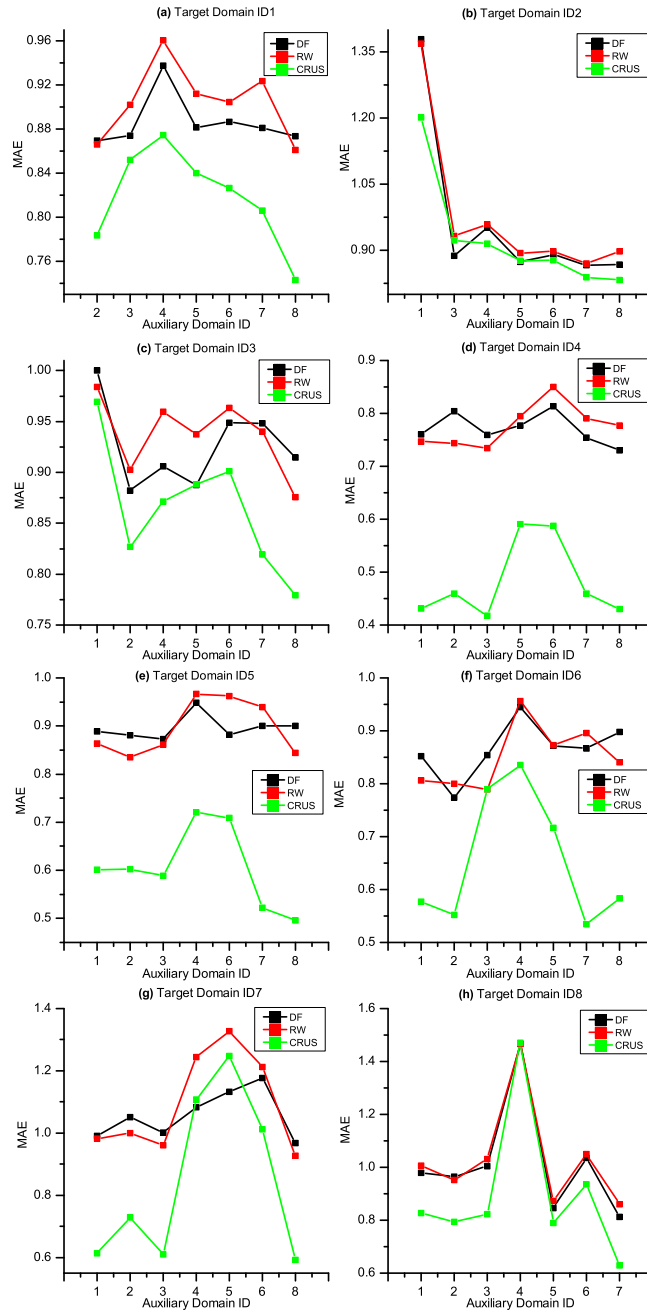 (a) Target Domain ID1
MAE
0.96
0.92
0.88
0.84
0.80
0.76
DF
RW
CRUS
2 3 4 5 6 7 8
Auxiliary Domain ID
(b) Target Domain ID2
MAE
1.35
1.20
1.05
0.90
DF
RW
CRUS
1 3 4 5 6 7 8
Auxiliary Domain ID
(c) Target Domain ID3
MAE
1.00
0.95
0.90
0.85
0.80
0.75
DF
RW
CRUS
1 2 4 5 6 7 8
Auxiliary Domain ID
(d) Target Domain ID4
MAE
0.9
0.8
0.7
0.6
0.5
0.4
DF
RW
CRUS
1 2 3 5 6 7 8
Auxiliary Domain ID
(e) Target Domain ID5
MAE
1.0
0.9
0.8
0.7
0.6
0.5
DF
RW
CRUS
1 2 3 4 6 7 8
Auxiliary Domain ID
(f) Target Domain ID6
MAE
1.0
0.9
0.8
0.7
0.6
0.5
DF
RW
CRUS
1 2 3 4 5 7 8
Auxiliary Domain ID
(g) Target Domain ID7
MAE
1.4
1.2
1.0
0.8
0.6
DF
RW
CRUS
1 2 3 4 5 6 8
Auxiliary Domain ID
(h) Target Domain ID8
MAE
1.6
1.4
1.2
1.0
0.8
0.6
DF
RW
CRUS
1 2 3 4 5 6 7
Auxiliary Domain ID